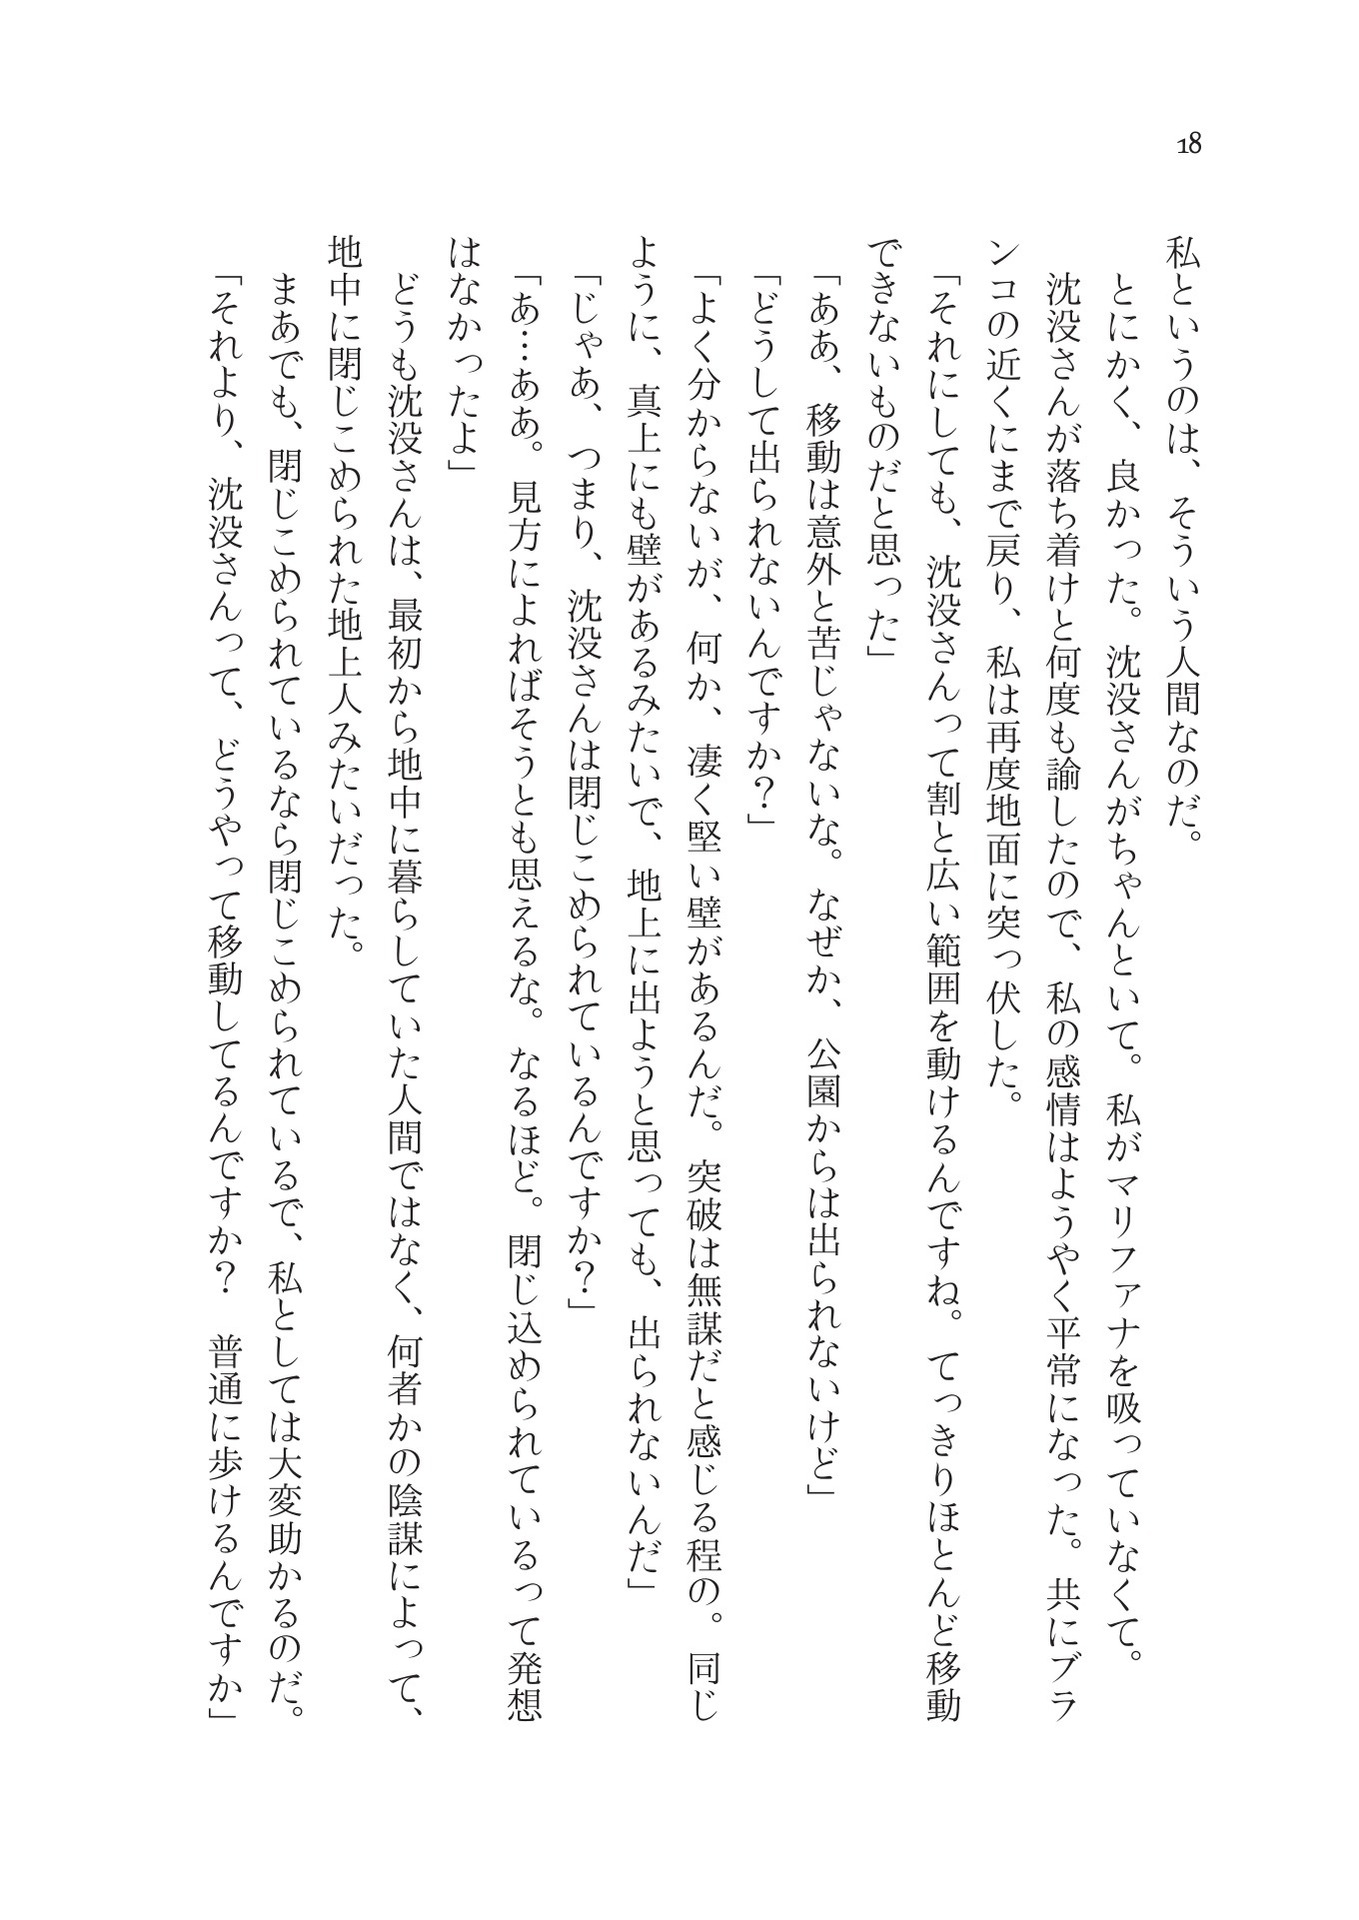 18
私というのは、そういう人間なのだ。
とにかく、良かった。沈没さんがちゃんといて。私がマリファナを吸っていなくて。
沈没さんが落ち着けと何度も諭したので、私の感情はようやく平常になった。共にブラ
ンコの近くにまで戻り、私は再度地面に突っ伏した。
「それにしても、沈没さんって割と広い範囲を動けるんですね。てっきりほとんど移動
できないものだと思った」
「ああ、移動は意外と苦じゃないな。なぜか、公園からは出られないけど」
「どうして出られないんですか?」
「よく分からないが、何か、凄く堅い壁があるんだ。突破は無謀だと感じる程の。同じ
ように、真上にも壁があるみたいで、地上に出ようと思っても、出られないんだ」
「じゃあ、つまり、沈没さんは閉じこめられているんですか?」
「あ…ああ。見方によればそうとも思えるな。なるほど。閉じ込められているって発想
はなかったよ」
どうも沈没さんは、最初から地中に暮らしていた人間ではなく、何者かの陰謀によって、
地中に閉じこめられた地上人みたいだった。
まあでも、閉じこめられているなら閉じこめられているで、私としては大変助かるのだ。
「それより、沈没さんって、どうやって移動してるんですか?　普通に歩けるんですか」